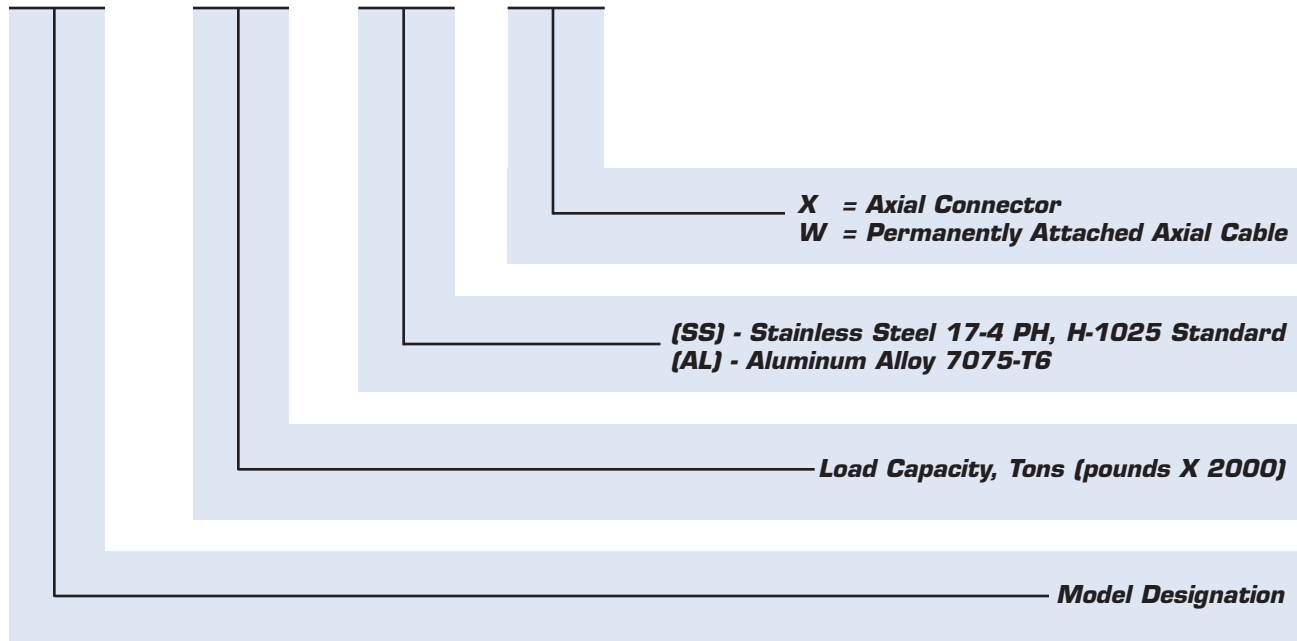 X = Axial Connector
W = Permanently Attached Axial Cable
(SS) - Stainless Steel 17-4 PH, H-1025 Standard
(AL) - Aluminum Alloy 7075-T6
Load Capacity, Tons (pounds X 2000)
Model Designation